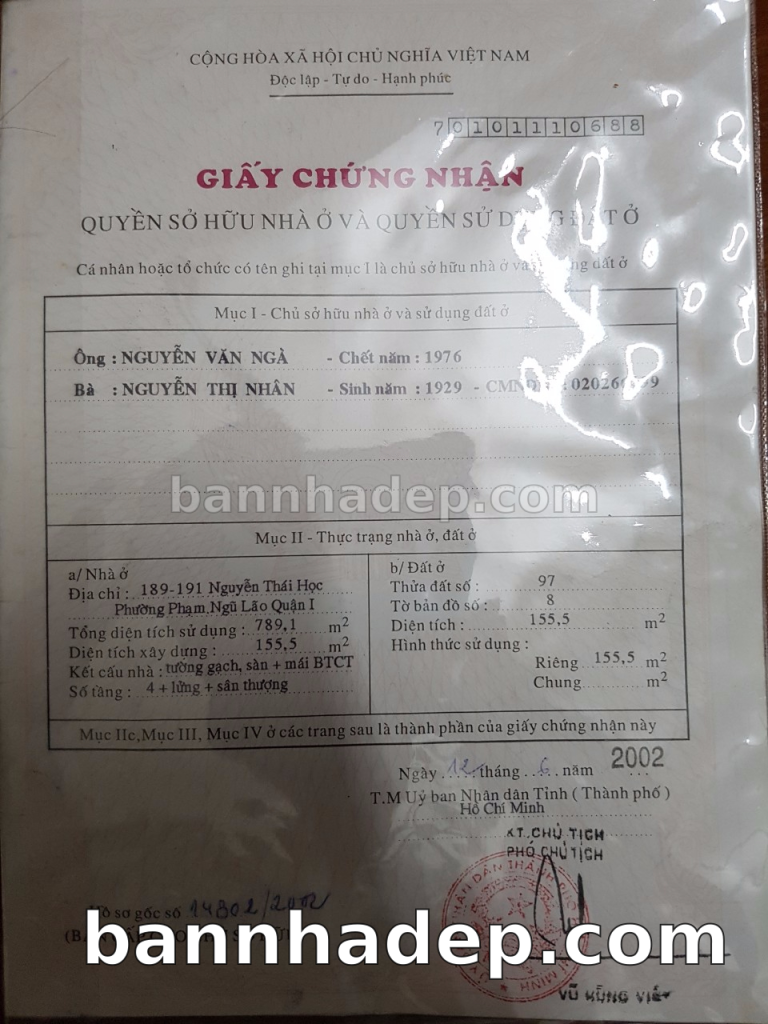 CỘNG HÒA XÃ HỘI CHỦ NGHĨA VIỆT NAM
Độc lập - Tự do - Hạnh phúc
70101110688
GIẤY CHỨNG NHẬN
QUYỀN SỞ HỮU NHÀ Ở VÀ QUYỀN SỬ DỤNG ĐẤT Ở
Cá nhân hoặc tổ chức có tên ghi tại mục I là chủ sở hữu nhà ở và đất ở
Mục I - Chủ sở hữu nhà ở và sử dụng đất ở
Ông : NGUYỄN VĂN NGÀ - Chết năm : 1976
Bà : NGUYỄN THỊ NHÂN - Sinh năm : 1929 - CMND
bannhadep.com
Mục II - Thực trạng nhà ở, đất ở
a/ Nhà ở
Địa chỉ : 189-191 Nguyễn Thái Học
Phường Phạm Ngũ Lão Quận I
Tổng diện tích sử dụng : 789,1 m2
Diện tích xây dựng : 155,5 m2
Kết cấu nhà : tường gạch, sàn + mái BTCT
Số tầng : 4 + lửng + sân thượng
b/ Đất ở
Thửa đất số : 97
Tờ bản đồ số : 8
Diện tích : 155,5 m2
Hình thức sử dụng :
Riêng 155,5 m2
Chung m2
Mục IIc, Mục III, Mục IV ở các trang sau là thành phần của giấy chứng nhận này
Ngày 12 tháng 6 năm 2002
T.M Uỷ ban Nhân dân Tỉnh ( Thành phố )
Hồ Chí Minh
KT. CHỦ TỊCH
PHÓ CHỦ TỊCH
Hồ sơ gốc số 14802/2002
bannhadep.com
VŨ HÙNG VIỆT